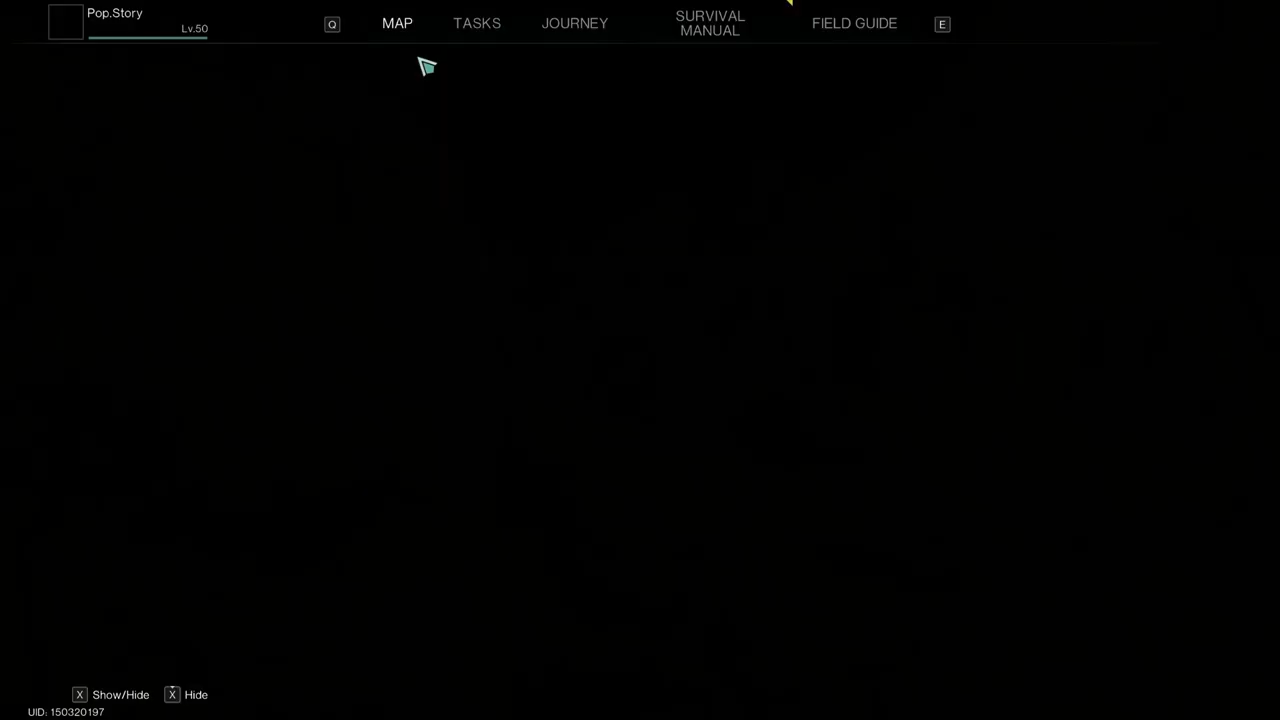 Pop.Story
Lv.50
Q
MAP
TASKS
JOURNEY
SURVIVAL
MANUAL
FIELD GUIDE
E
X Show/Hide
X Hide
UID: 150320197